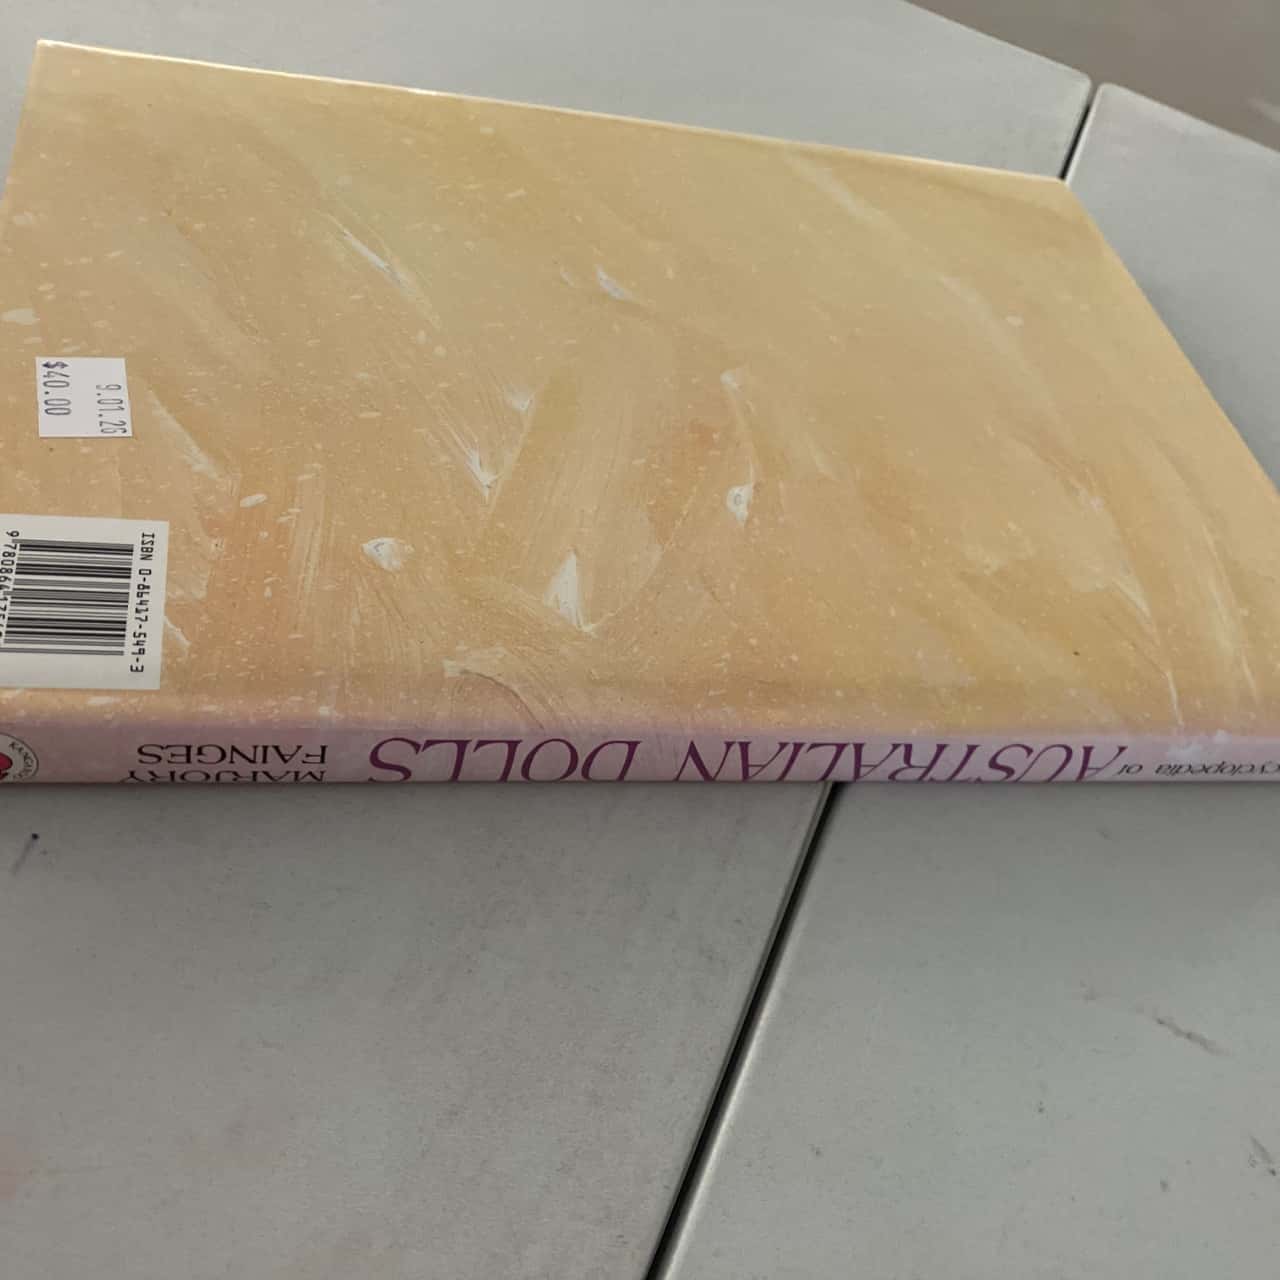 9.01.26
$40.00
ISBN 0-86417-549-3
cyclopedia of AUSTRALIAN DOLLS
MARJORY
FAINGES